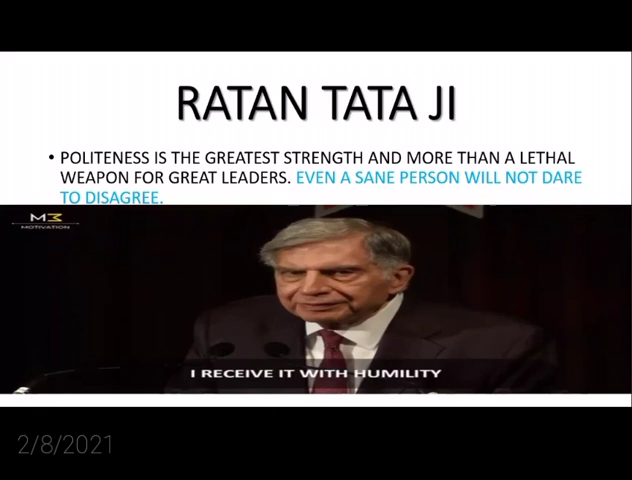 RATAN TATA JI
• POLITENESS IS THE GREATEST STRENGTH AND MORE THAN A LETHAL
WEAPON FOR GREAT LEADERS. EVEN A SANE PERSON WILL NOT DARE
TO DISAGREE.
M3
MOTIVATION
I RECEIVE IT WITH HUMILITY
2/8/2021